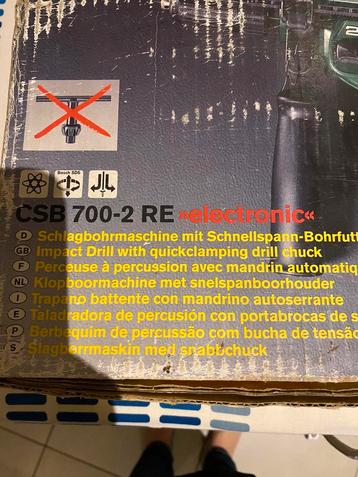 Bosch SDS
CSB 700-2 RE »electronic«
D Schlagbohrmaschine mit Schnellspann-Bohrfutt
GB Impact Drill with quickclamping drill chuck
F Perceuse à percussion avec mandrin automatiq
NL Klopboormachine met snelspanboorhouder
I Trapano battente con mandrino autoserrante
E Taladradora de percusión con portabrocas de s
P Berbequim de percussão com bucha de tensão
S Slagborrmaskin med snabbchuck